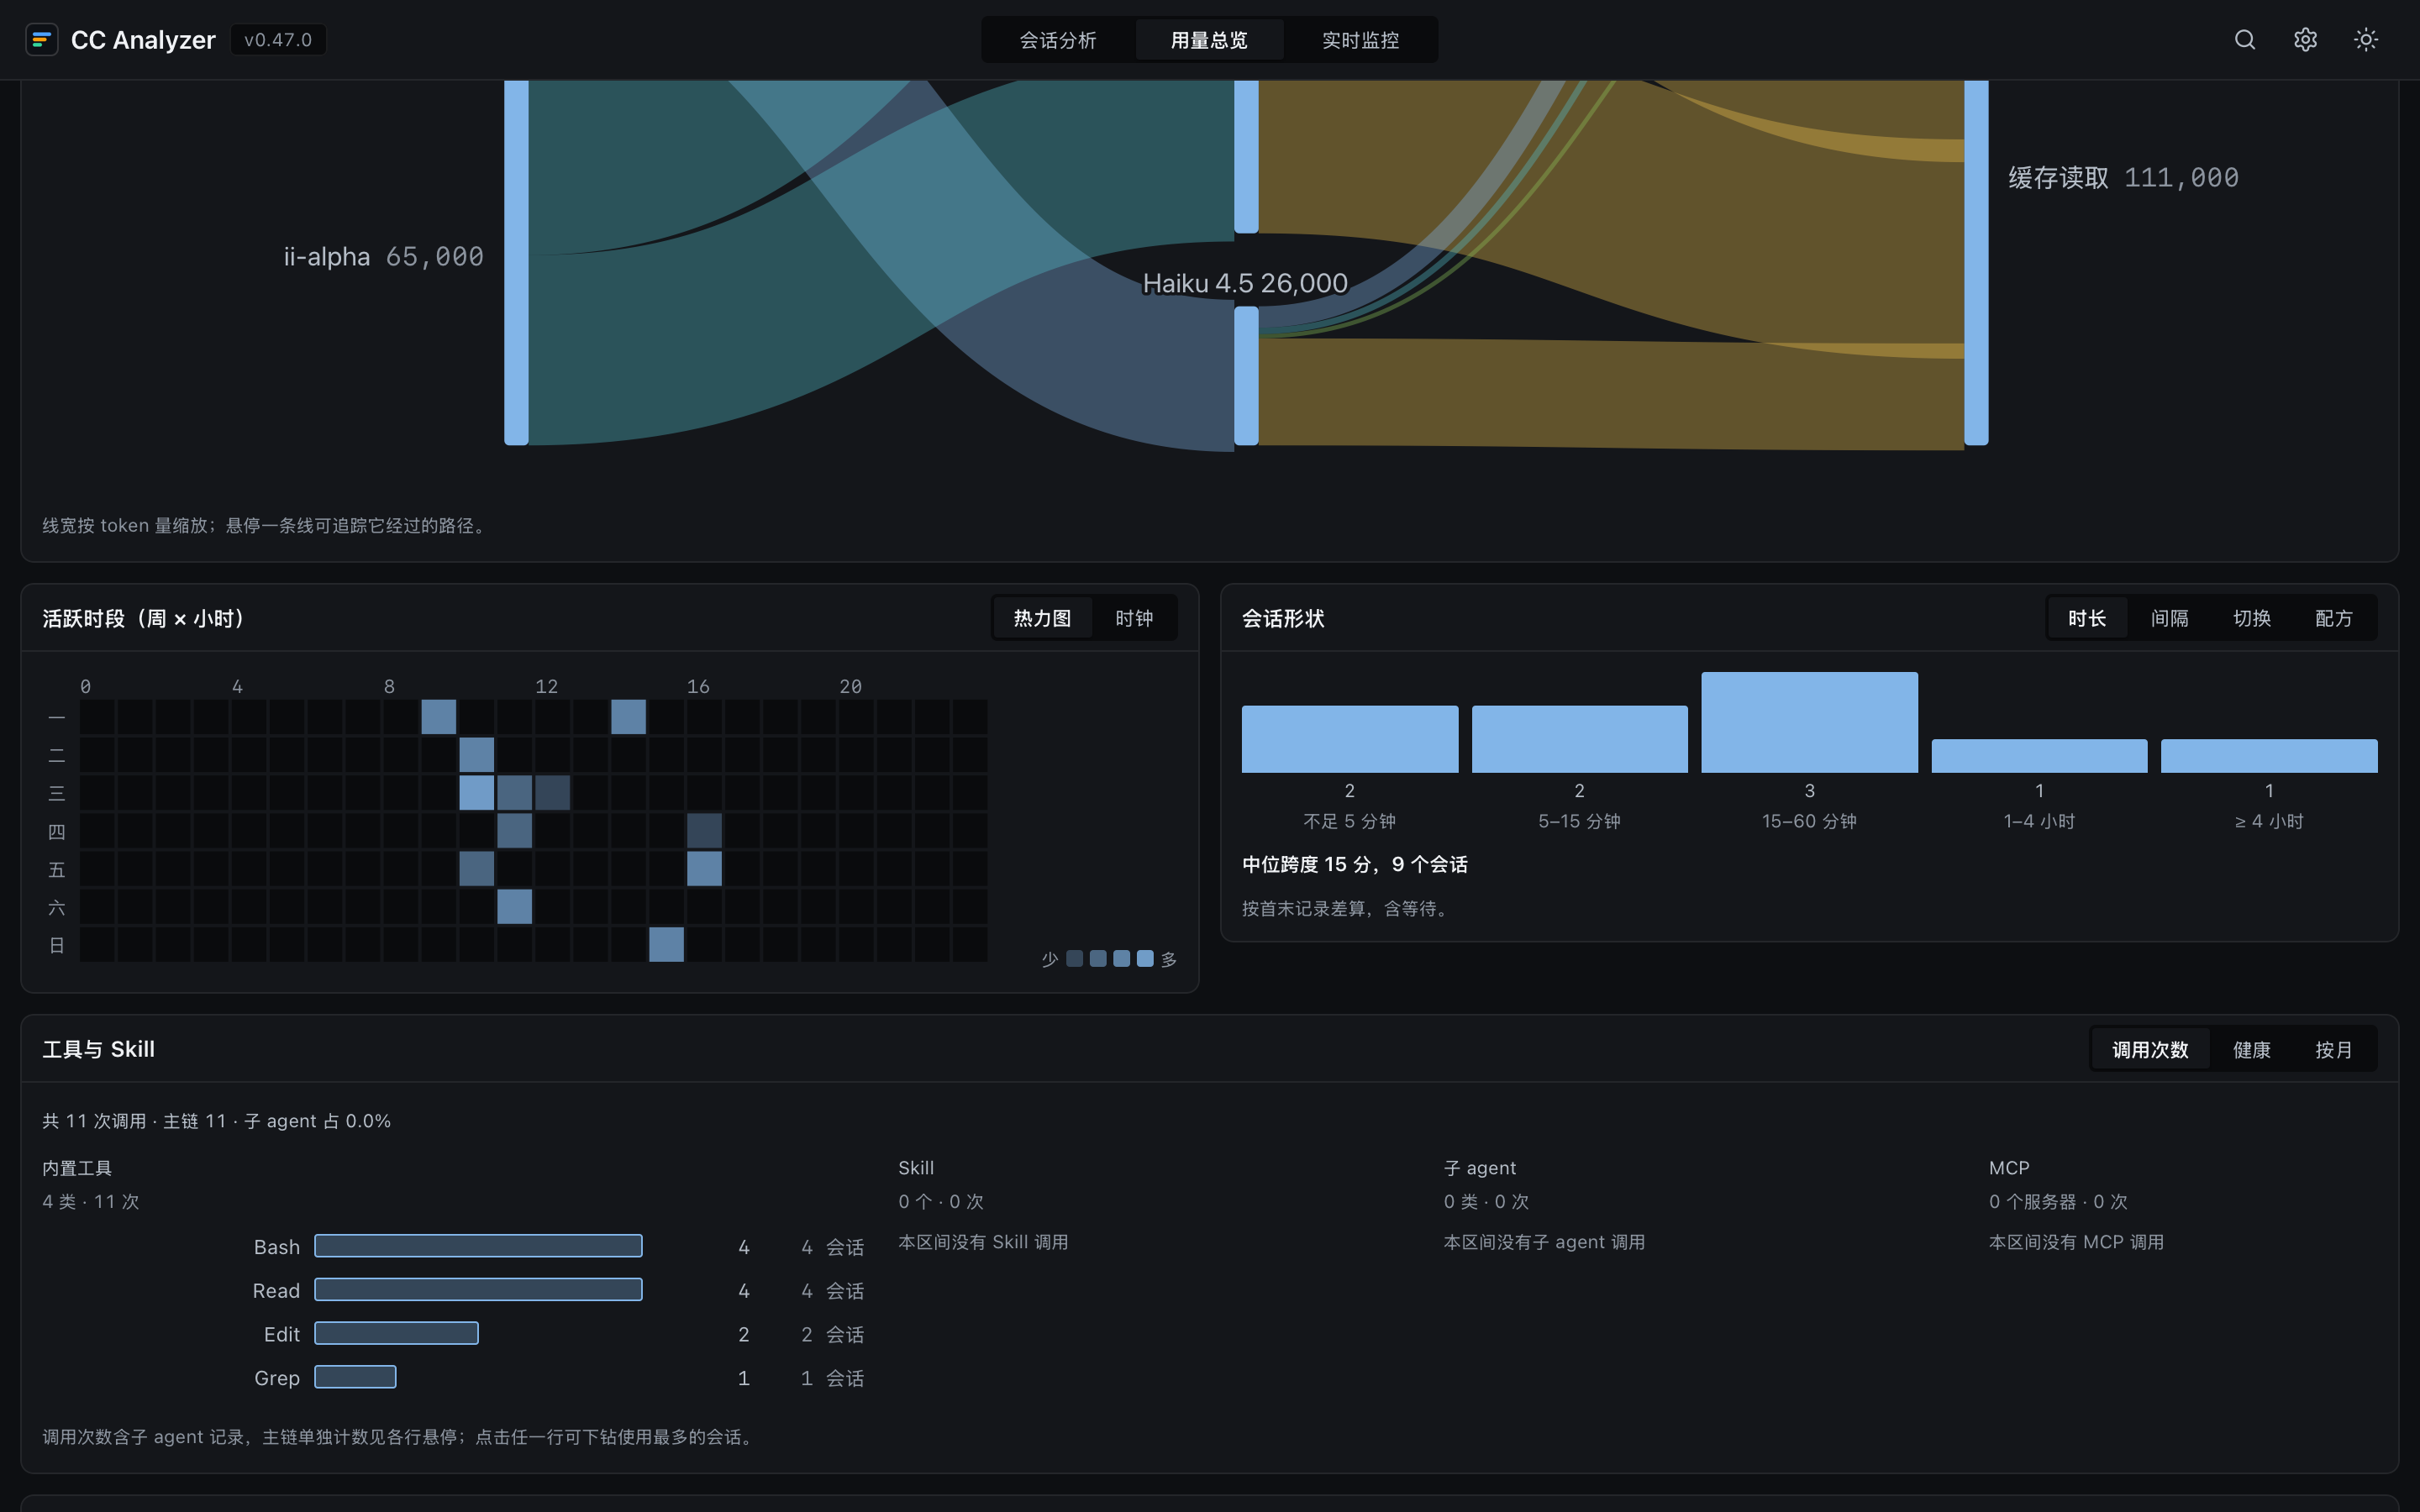 CC Analyzer v0.47.0
会话分析 用量总览 实时监控
缓存读取 111,000
ii-alpha 65,000
Haiku 4.5 26,000
线宽按 token 量缩放；悬停一条线可追踪它经过的路径。
活跃时段（周 × 小时）
热力图 时钟
0 4 8 12 16 20
一
二
三
四
五
六
日
少 多
会话形状
时长 间隔 切换 配方
2 2 3 1 1
不足 5 分钟 5–15 分钟 15–60 分钟 1–4 小时 ≥ 4 小时
中位跨度 15 分，9 个会话
按首末记录差算，含等待。
工具与 Skill
调用次数 健康 按月
共 11 次调用 · 主链 11 · 子 agent 占 0.0%
内置工具
4 类 · 11 次
Bash 4 4 会话
Read 4 4 会话
Edit 2 2 会话
Grep 1 1 会话
Skill
0 个 · 0 次
本区间没有 Skill 调用
子 agent
0 类 · 0 次
本区间没有子 agent 调用
MCP
0 个服务器 · 0 次
本区间没有 MCP 调用
调用次数含子 agent 记录，主链单独计数见各行悬停；点击任一行可下钻使用最多的会话。